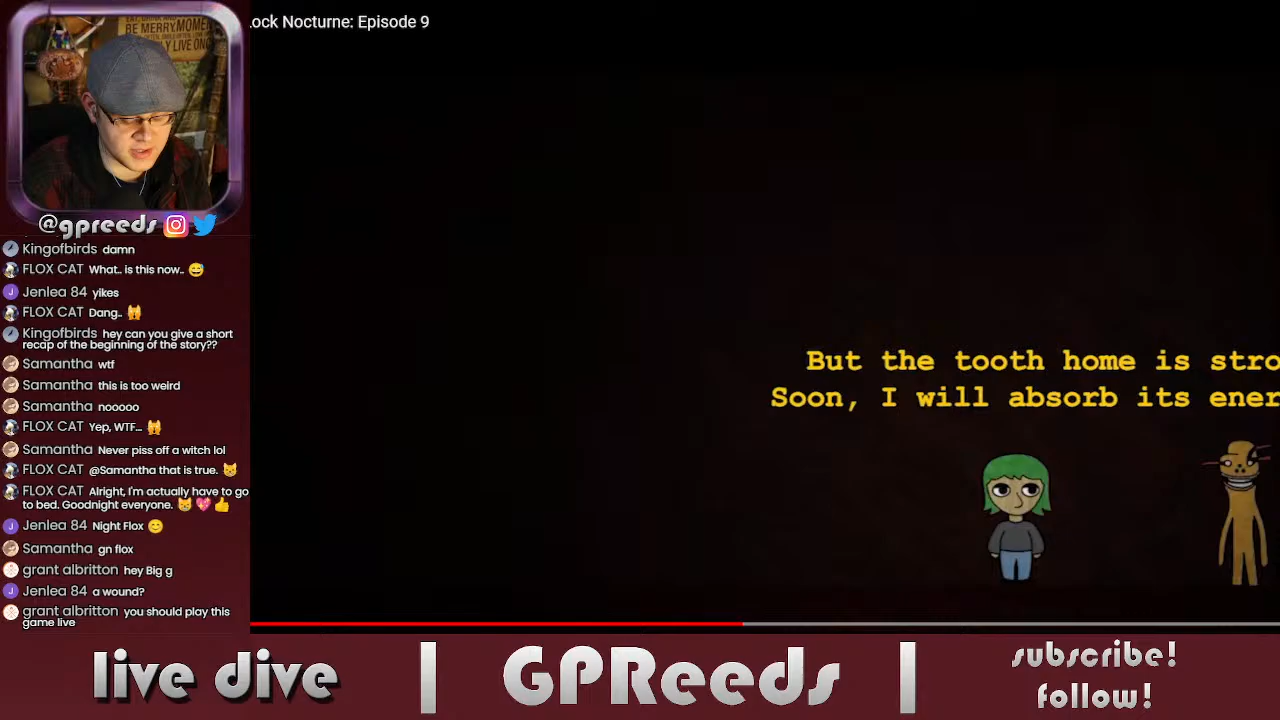 BE MERRY.
LIVE ONC
ock Nocturne: Episode 9
@gpreeds
Kingofbirds damn
FLOX CAT What.. is this now.. 😅
Jenlea 84 yikes
FLOX CAT Dang.. 🙀
Kingofbirds hey can you give a short
recap of the beginning of the story??
Samantha wtf
Samantha this is too weird
Samantha nooooo
FLOX CAT Yep, WTF... 🙀
Samantha Never piss off a witch lol
FLOX CAT @Samantha that is true. 😼
FLOX CAT Alright, I'm actually have to go
to bed. Goodnight everyone. 😸💖👍
Jenlea 84 Night Flox 😊
Samantha gn flox
grant albritton hey Big g
Jenlea 84 a wound?
grant albritton you should play this
game live
But the tooth home is stro
Soon, I will absorb its ener
live dive | GPReeds | subscribe!
follow!